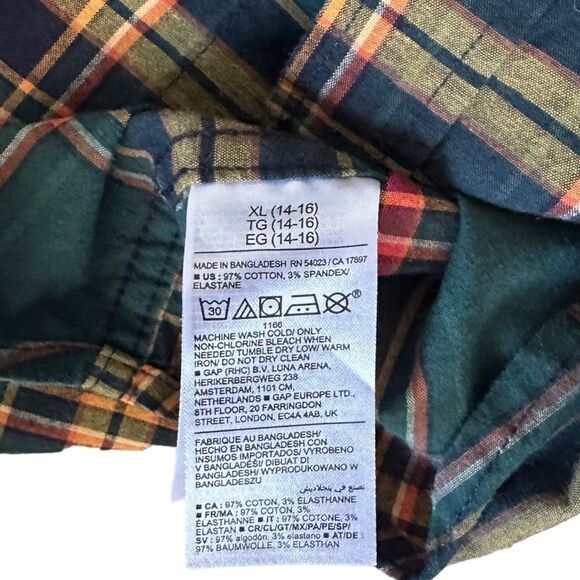 XL (14-16)
TG (14-16)
EG (14-16)
MADE IN BANGLADESH RN 54023 / CA 17897
■ US : 97% COTTON, 3% SPANDEX/
ELASTANE
30
®
1166
MACHINE WASH COLD/ ONLY
NON-CHLORINE BLEACH WHEN
NEEDED/ TUMBLE DRY LOW/ WARM
IRON/ DO NOT DRY CLEAN
■ GAP (RHC) B.V, LUNA ARENA,
HERIKERBERGWEG 238
AMSTERDAM, 1101 CM,
NETHERLANDS ■ GAP EUROPE LTD.,
8TH FLOOR, 20 FARRINGDON
STREET, LONDON, EC4A 4AB, UK
FABRIQUE AU BANGLADESH/
HECHO EN BANGLADESH CON
INSUMOS IMPORTADOS/ VYROBENO
V BANGLADÉŠI/ DIBUAT DI
BANGLADESH/ WYPRODUKOWANO W
BANGLADESZU/
صنع في بنجلاديش
■ CA : 97% COTON, 3% ÉLASTHANNE
■ FR/MA : 97% COTON, 3%
ÉLASTHANNE ■ IT : 97% COTONE, 3%
ELASTAN ■ CR/CL/GT/MX/PA/PE/SP/
SV : 97% algodón, 3% elastano ■ AT/DE :
97% BAUMWOLLE, 3% ELASTHAN